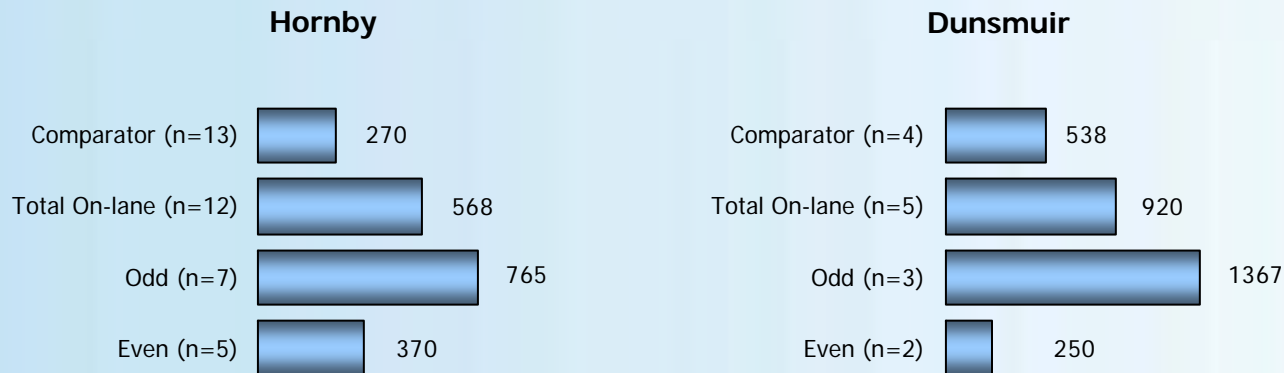 Hornby
Comparator (n=13) 270
Total On-lane (n=12) 568
Odd (n=7) 765
Even (n=5) 370
Dunsmuir
Comparator (n=4) 538
Total On-lane (n=5) 920
Odd (n=3) 1367
Even (n=2) 250